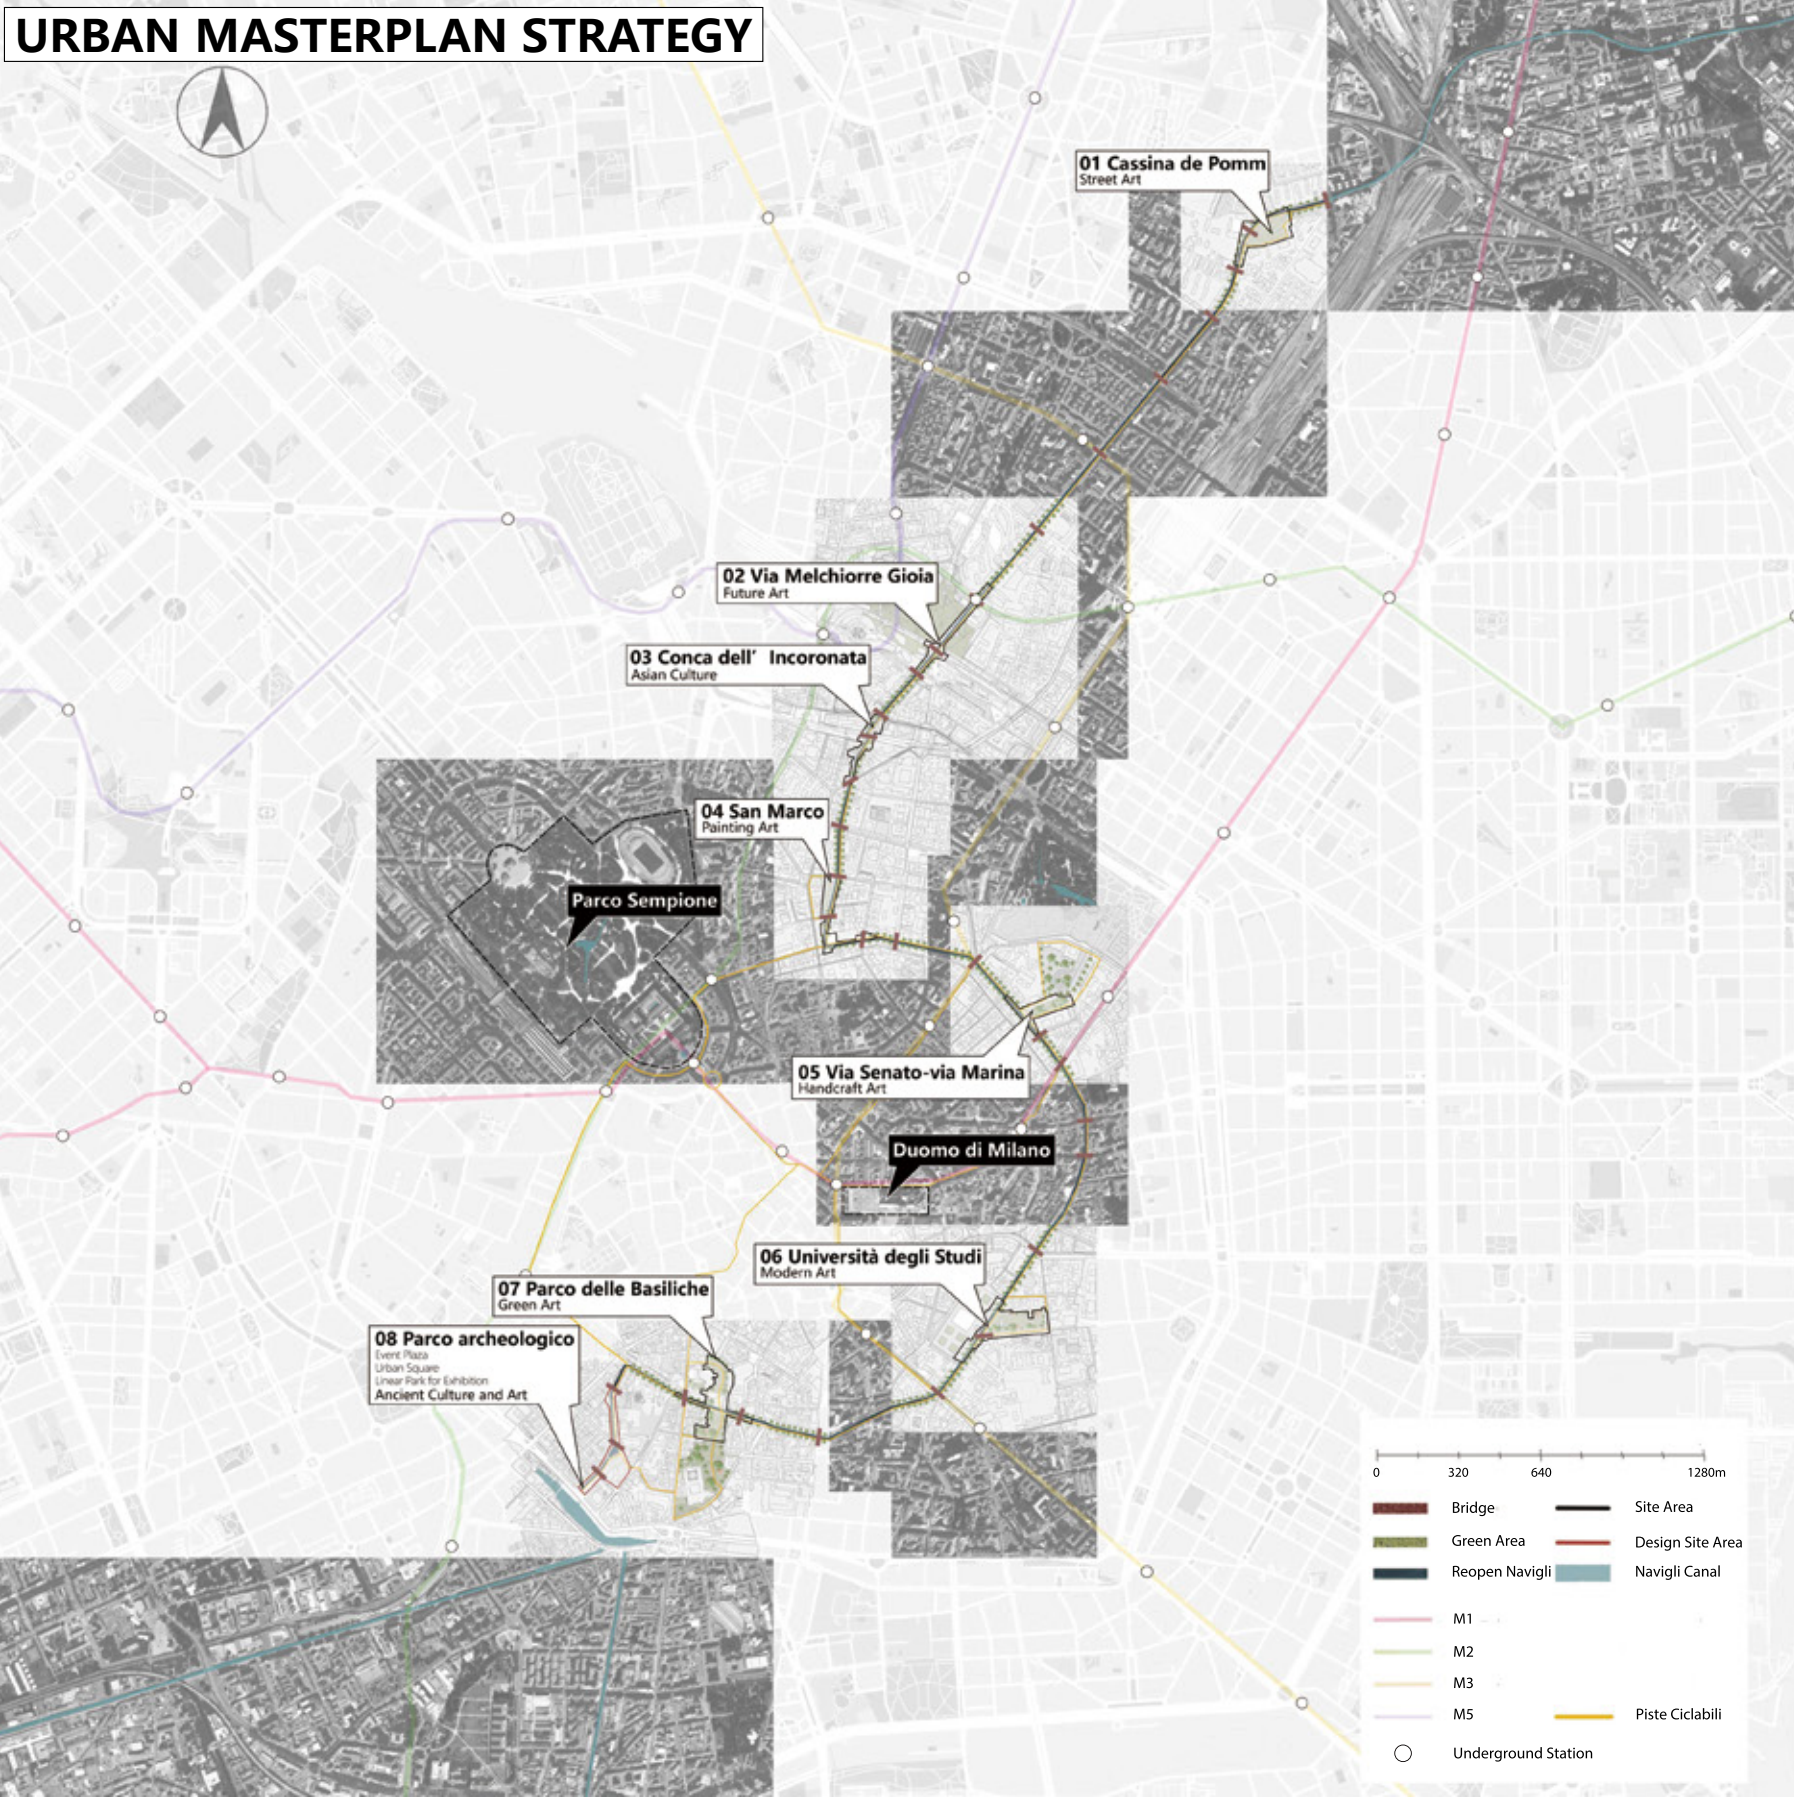 URBAN MASTERPLAN STRATEGY
01 Cassina de Pomm
Street Art
02 Via Melchiorre Gioia
Future Art
03 Conca dell' Incoronata
Asian Culture
04 San Marco
Painting Art
Parco Sempione
05 Via Senato-via Marina
Handcraft Art
Duomo di Milano
06 Università degli Studi
Modern Art
07 Parco delle Basiliche
Green Art
08 Parco archeologico
Event Plaza
Urban Square
Linear Park for Exhibition
Ancient Culture and Art
0 320 640 1280m
Bridge
Site Area
Green Area
Design Site Area
Reopen Navigli
Navigli Canal
M1
M2
M3
M5
Piste Ciclabili
Underground Station